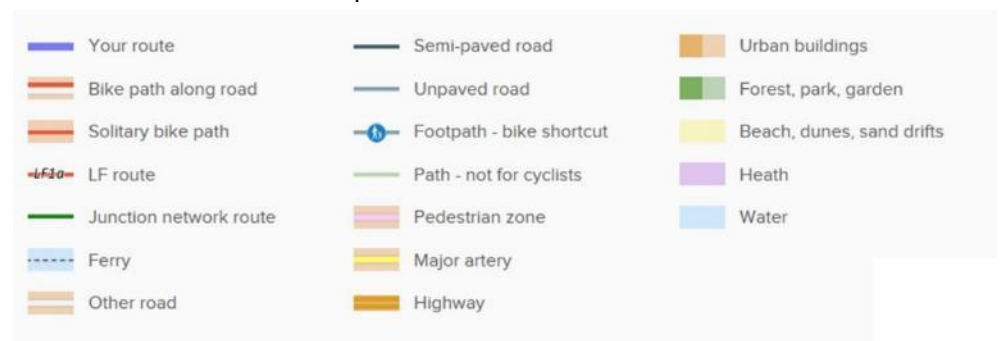 Your route
Bike path along road
Solitary bike path
LF1a LF route
Junction network route
Ferry
Other road
Semi-paved road
Unpaved road
Footpath - bike shortcut
Path - not for cyclists
Pedestrian zone
Major artery
Highway
Urban buildings
Forest, park, garden
Beach, dunes, sand drifts
Heath
Water